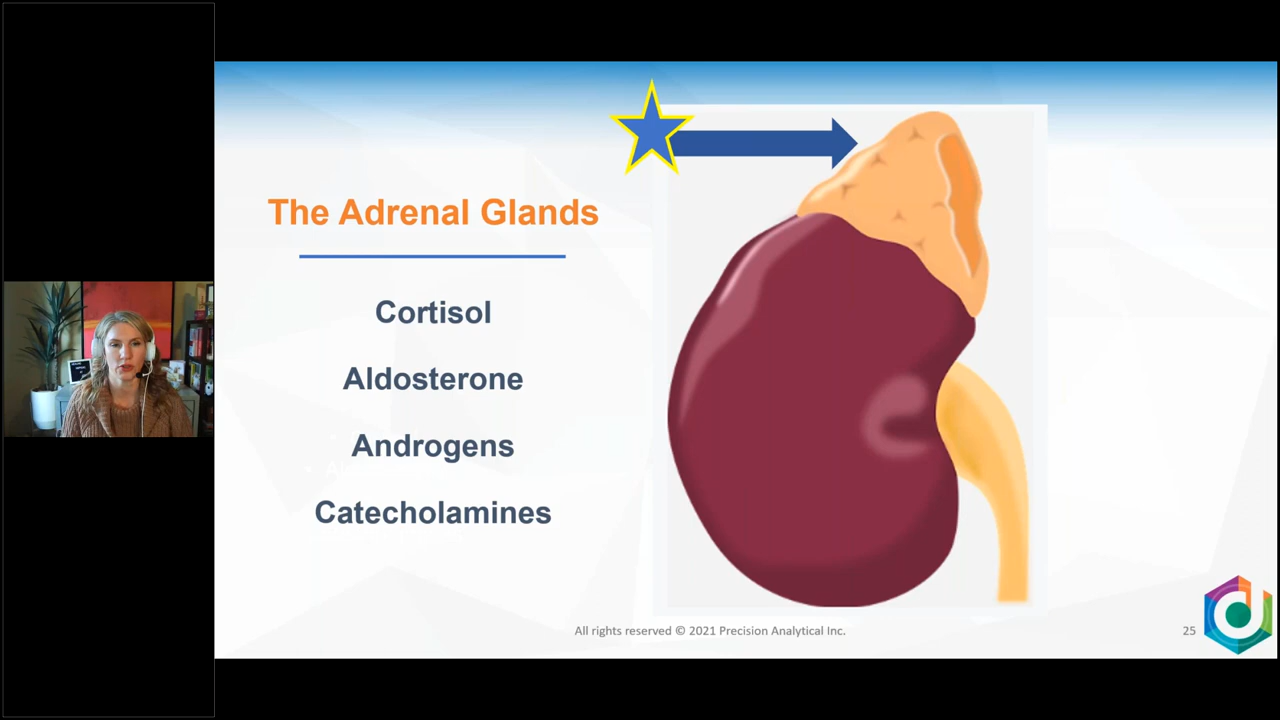 The Adrenal Glands
Cortisol
Aldosterone
Androgens
Catecholamines
All rights reserved © 2021 Precision Analytical Inc.
25